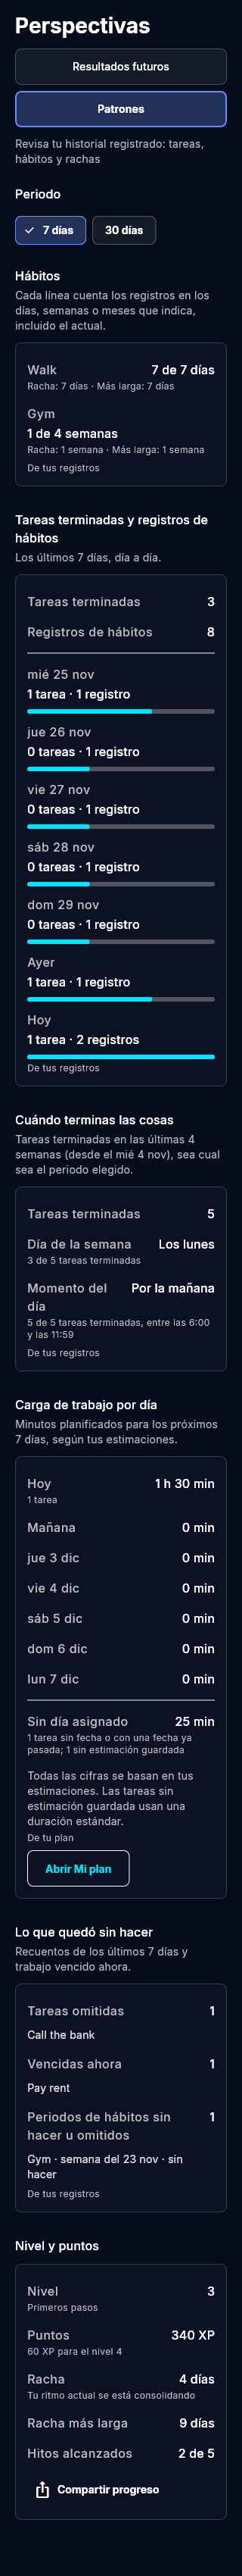 Perspectivas
Resultados futuros
Patrones
Revisa tu historial registrado: tareas,
hábitos y rachas
Periodo
7 días
30 días
Hábitos
Cada línea cuenta los registros en los
días, semanas o meses que indica,
incluido el actual.
Walk
7 de 7 días
Racha: 7 días · Más larga: 7 días
Gym
1 de 4 semanas
Racha: 1 semana · Más larga: 1 semana
De tus registros
Tareas terminadas y registros de
hábitos
Los últimos 7 días, día a día.
Tareas terminadas
3
Registros de hábitos
8
mié 25 nov
1 tarea · 1 registro
jue 26 nov
0 tareas · 1 registro
vie 27 nov
0 tareas · 1 registro
sáb 28 nov
0 tareas · 1 registro
dom 29 nov
0 tareas · 1 registro
Ayer
1 tarea · 1 registro
Hoy
1 tarea · 2 registros
De tus registros
Cuándo terminas las cosas
Tareas terminadas en las últimas 4
semanas (desde el mié 4 nov), sea cual
sea el periodo elegido.
Tareas terminadas
5
Día de la semana
Los lunes
3 de 5 tareas terminadas
Momento del
día
Por la mañana
5 de 5 tareas terminadas, entre las 6:00
y las 11:59
De tus registros
Carga de trabajo por día
Minutos planificados para los próximos
7 días, según tus estimaciones.
Hoy
1 h 30 min
1 tarea
Mañana
0 min
jue 3 dic
0 min
vie 4 dic
0 min
sáb 5 dic
0 min
dom 6 dic
0 min
lun 7 dic
0 min
Sin día asignado
25 min
1 tarea sin fecha o con una fecha ya
pasada; 1 sin estimación guardada
Todas las cifras se basan en tus
estimaciones. Las tareas sin
estimación guardada usan una
duración estándar.
De tu plan
Abrir Mi plan
Lo que quedó sin hacer
Recuentos de los últimos 7 días y
trabajo vencido ahora.
Tareas omitidas
1
Call the bank
Vencidas ahora
1
Pay rent
Periodos de hábitos sin
hacer u omitidos
1
Gym · semana del 23 nov · sin
hacer
De tus registros
Nivel y puntos
Nivel
3
Primeros pasos
Puntos
340 XP
60 XP para el nivel 4
Racha
4 días
Tu ritmo actual se está consolidando
Racha más larga
9 días
Hitos alcanzados
2 de 5
Compartir progreso